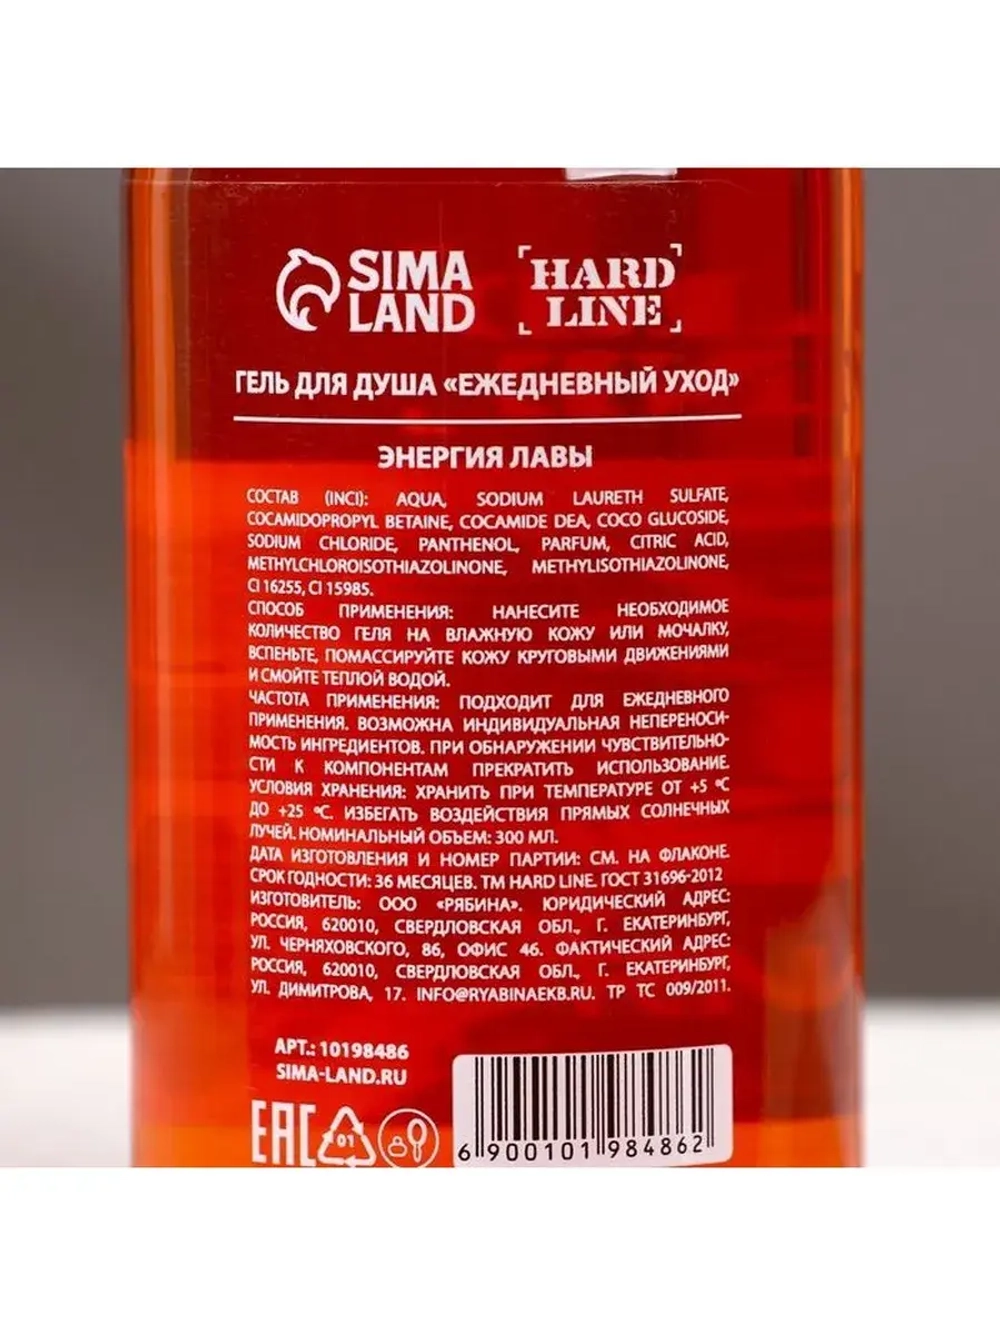 SIMA
LAND
HARD
LINE
ГЕЛЬ ДЛЯ ДУША «ЕЖЕДНЕВНЫЙ УХОД»
ЭНЕРГИЯ ЛАВЫ
СОСТАВ (INCI): AQUA, SODIUM LAURETH SULFATE,
COCAMIDOPROPYL BETAINE, COCAMIDE DEA, COCO GLUCOSIDE,
SODIUM CHLORIDE, PANTHENOL, PARFUM, CITRIC ACID,
METHYLCHLOROISOTHIAZOLINONE, METHYLISOTHIAZOLINONE,
CI 16255, CI 15985.
СПОСОБ ПРИМЕНЕНИЯ: НАНЕСИТЕ НЕОБХОДИМОЕ
КОЛИЧЕСТВО ГЕЛЯ НА ВЛАЖНУЮ КОЖУ ИЛИ МОЧАЛКУ,
ВСПЕНЬТЕ, ПОМАССИРУЙТЕ КОЖУ КРУГОВЫМИ ДВИЖЕНИЯМИ
И СМОЙТЕ ТЕПЛОЙ ВОДОЙ.
ЧАСТОТА ПРИМЕНЕНИЯ: ПОДХОДИТ ДЛЯ ЕЖЕДНЕВНОГО
ПРИМЕНЕНИЯ. ВОЗМОЖНА ИНДИВИДУАЛЬНАЯ НЕПЕРЕНОСИ-
МОСТЬ ИНГРЕДИЕНТОВ. ПРИ ОБНАРУЖЕНИИ ЧУВСТВИТЕЛЬНО-
СТИ К КОМПОНЕНТАМ ПРЕКРАТИТЬ ИСПОЛЬЗОВАНИЕ.
УСЛОВИЯ ХРАНЕНИЯ: ХРАНИТЬ ПРИ ТЕМПЕРАТУРЕ ОТ +5 °С
ДО +25 °С. ИЗБЕГАТЬ ВОЗДЕЙСТВИЯ ПРЯМЫХ СОЛНЕЧНЫХ
ЛУЧЕЙ. НОМИНАЛЬНЫЙ ОБЪЕМ: 300 МЛ.
ДАТА ИЗГОТОВЛЕНИЯ И НОМЕР ПАРТИИ: СМ. НА ФЛАКОНЕ.
СРОК ГОДНОСТИ: 36 МЕСЯЦЕВ. ТМ HARD LINE. ГОСТ 31696-2012
ИЗГОТОВИТЕЛЬ: ООО «РЯБИНА». ЮРИДИЧЕСКИЙ АДРЕС:
РОССИЯ, 620010, СВЕРДЛОВСКАЯ ОБЛ., Г. ЕКАТЕРИНБУРГ,
УЛ. ЧЕРНЯХОВСКОГО, 86, ОФИС 46. ФАКТИЧЕСКИЙ АДРЕС:
РОССИЯ, 620010, СВЕРДЛОВСКАЯ ОБЛ., Г. ЕКАТЕРИНБУРГ,
УЛ. ДИМИТРОВА, 17. INFO@RYABINAEKB.RU. ТР ТС 009/2011.
АРТ.: 10198486
SIMA-LAND.RU
EAC
01
6 900101 984862